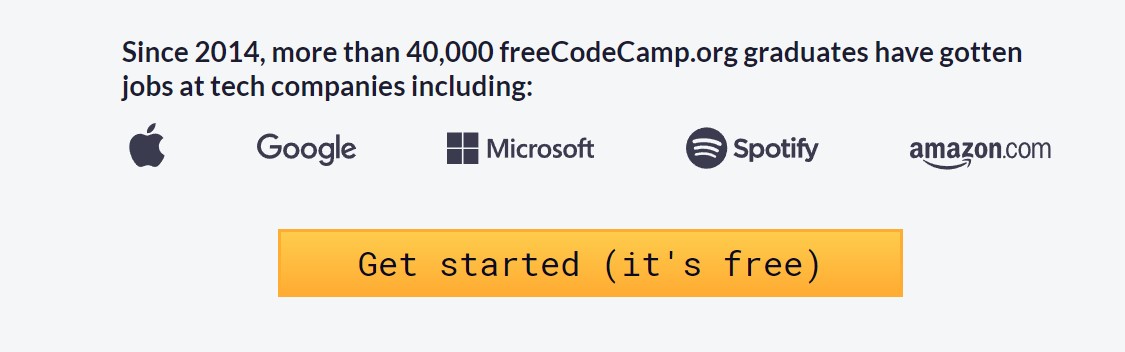 Since 2014, more than 40,000 freeCodeCamp.org graduates have gotten
jobs at tech companies including:
Google Microsoft Spotify amazon.com
Get started (it's free)